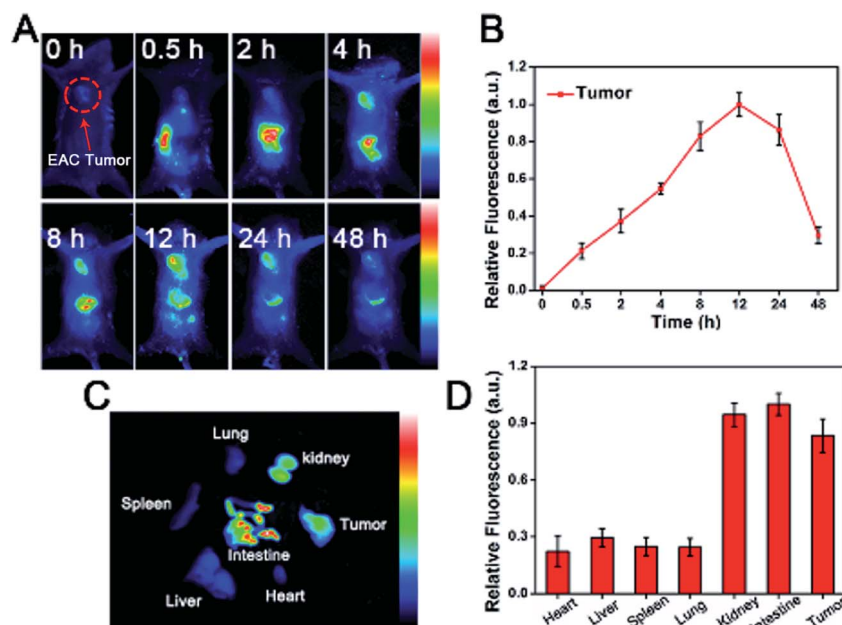 A
0 h
0.5 h
2 h
4 h
EAC Tumor
8 h
12 h
24 h
48 h
B
Relative Fluorescence (a.u.)
1.2
1.0
0.8
0.6
0.4
0.2
0.0
Tumor
0 0.5 2 4 8 12 24 48
Time (h)
C
Lung
kidney
Spleen
Tumor
Intestine
Liver
Heart
D
Relative Fluorescence (a.u.)
1.2
0.9
0.6
0.3
0.0
Heart Liver Spleen Lung Kidney Intestine Tumor